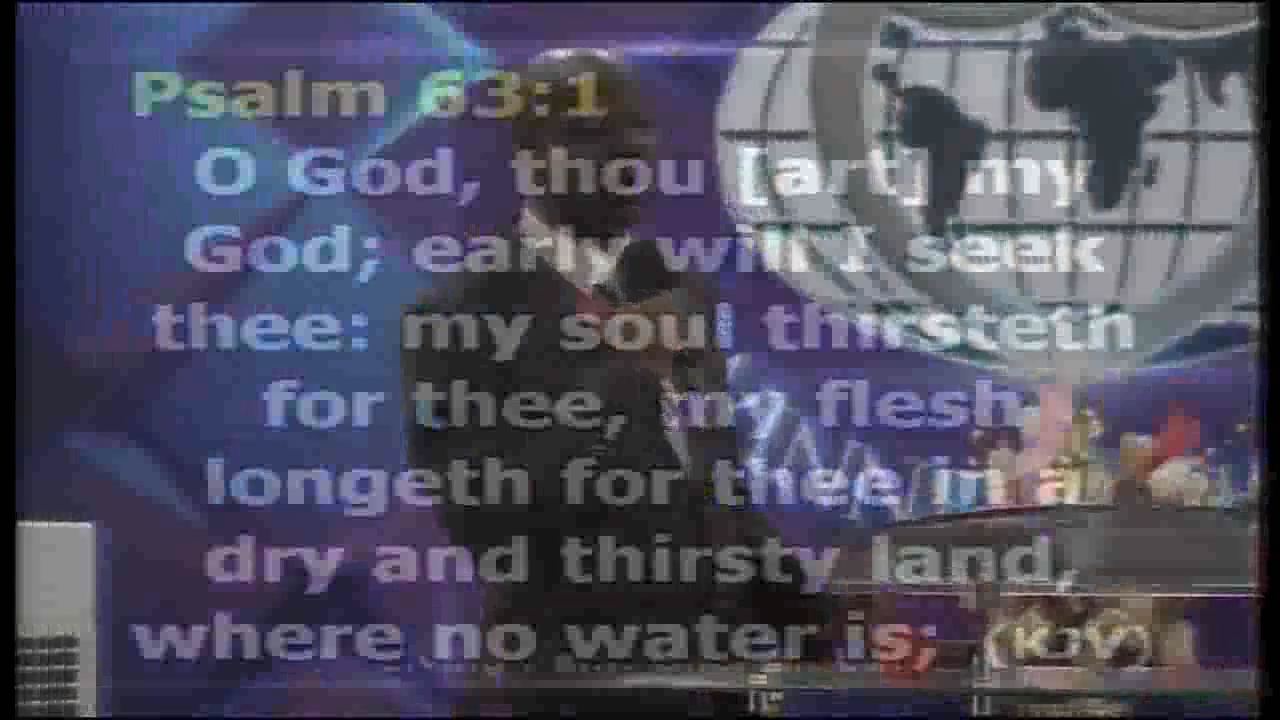 Psalm 63:1
O God, thou [art] my
God; early will I seek
thee: my soul thirsteth
for thee, my flesh
longeth for thee in a
dry and thirsty land,
where no water is; (KJV)